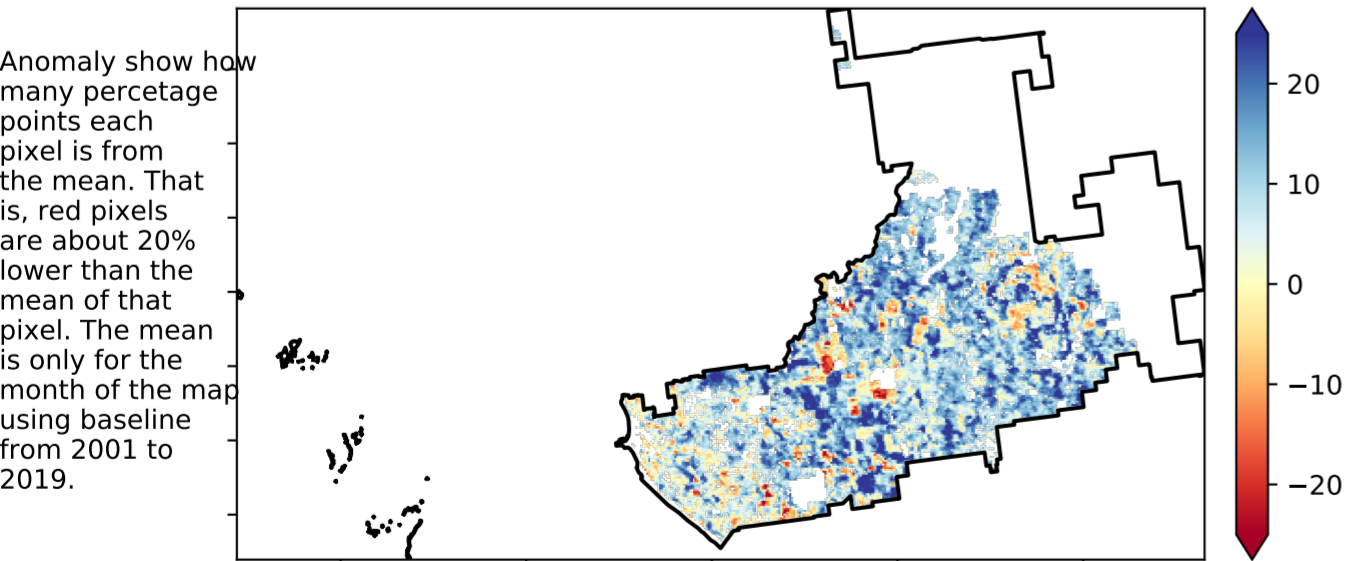 Anomaly show how
many percetage
points each
pixel is from
the mean. That
is, red pixels
are about 20%
lower than the
mean of that
pixel. The mean
is only for the
month of the map
using baseline
from 2001 to
2019.
20
10
0
−10
−20